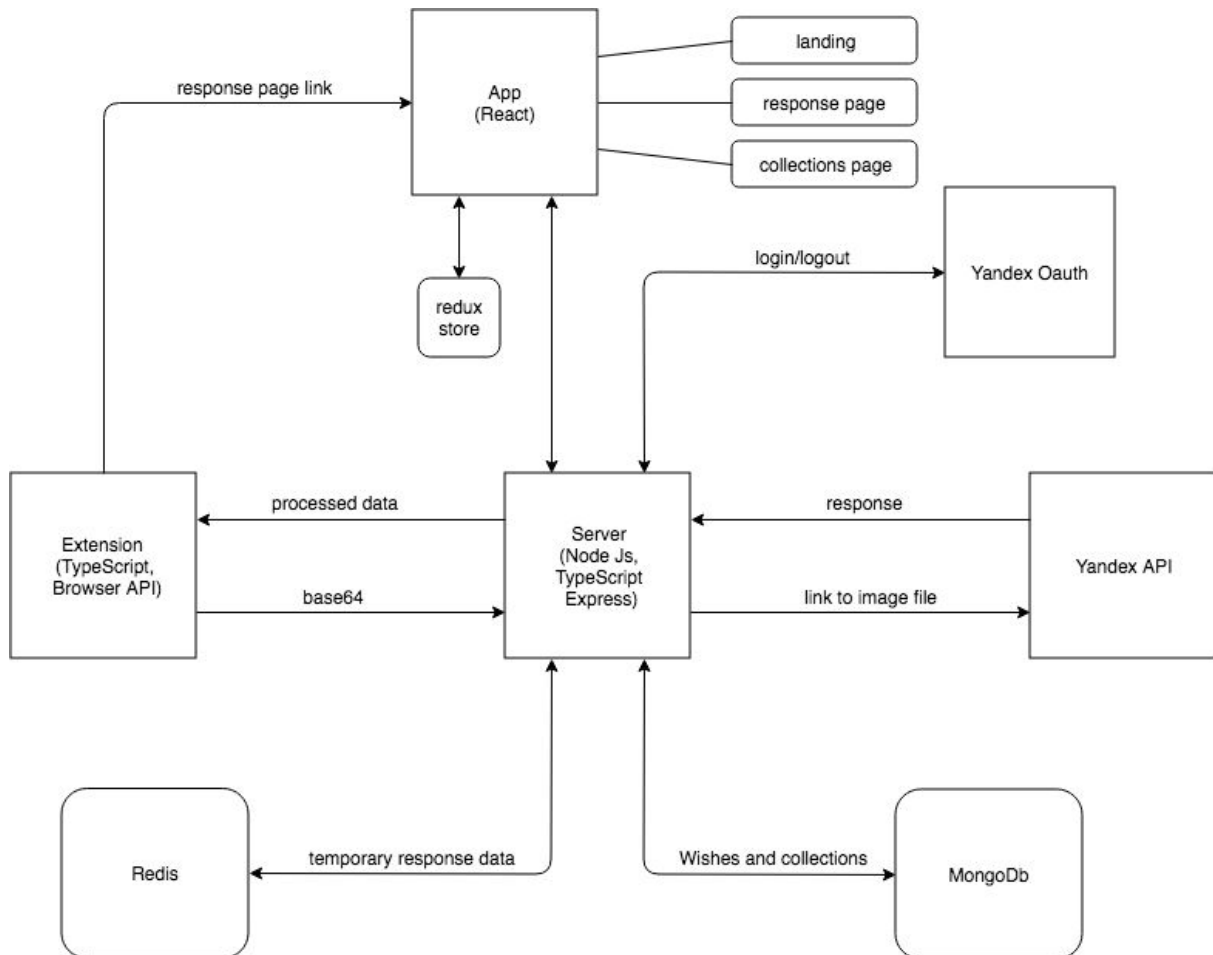 landing
response page link
App
(React)
response page
collections page
login/logout
Yandex Oauth
redux
store
processed data
response
Extension
(TypeScript,
Browser API)
Server
(Node Js,
TypeScript
Express)
Yandex API
base64
link to image file
Redis
temporary response data
Wishes and collections
MongoDb